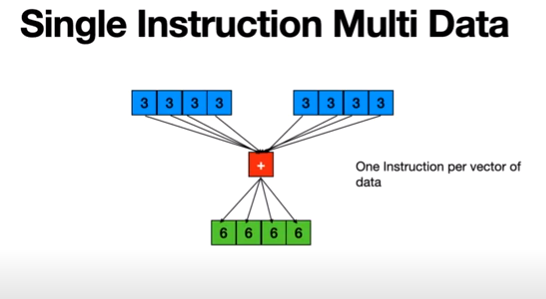 Single Instruction Multi Data
3 3 3 3
3 3 3 3
+
One Instruction per vector of
data
6 6 6 6